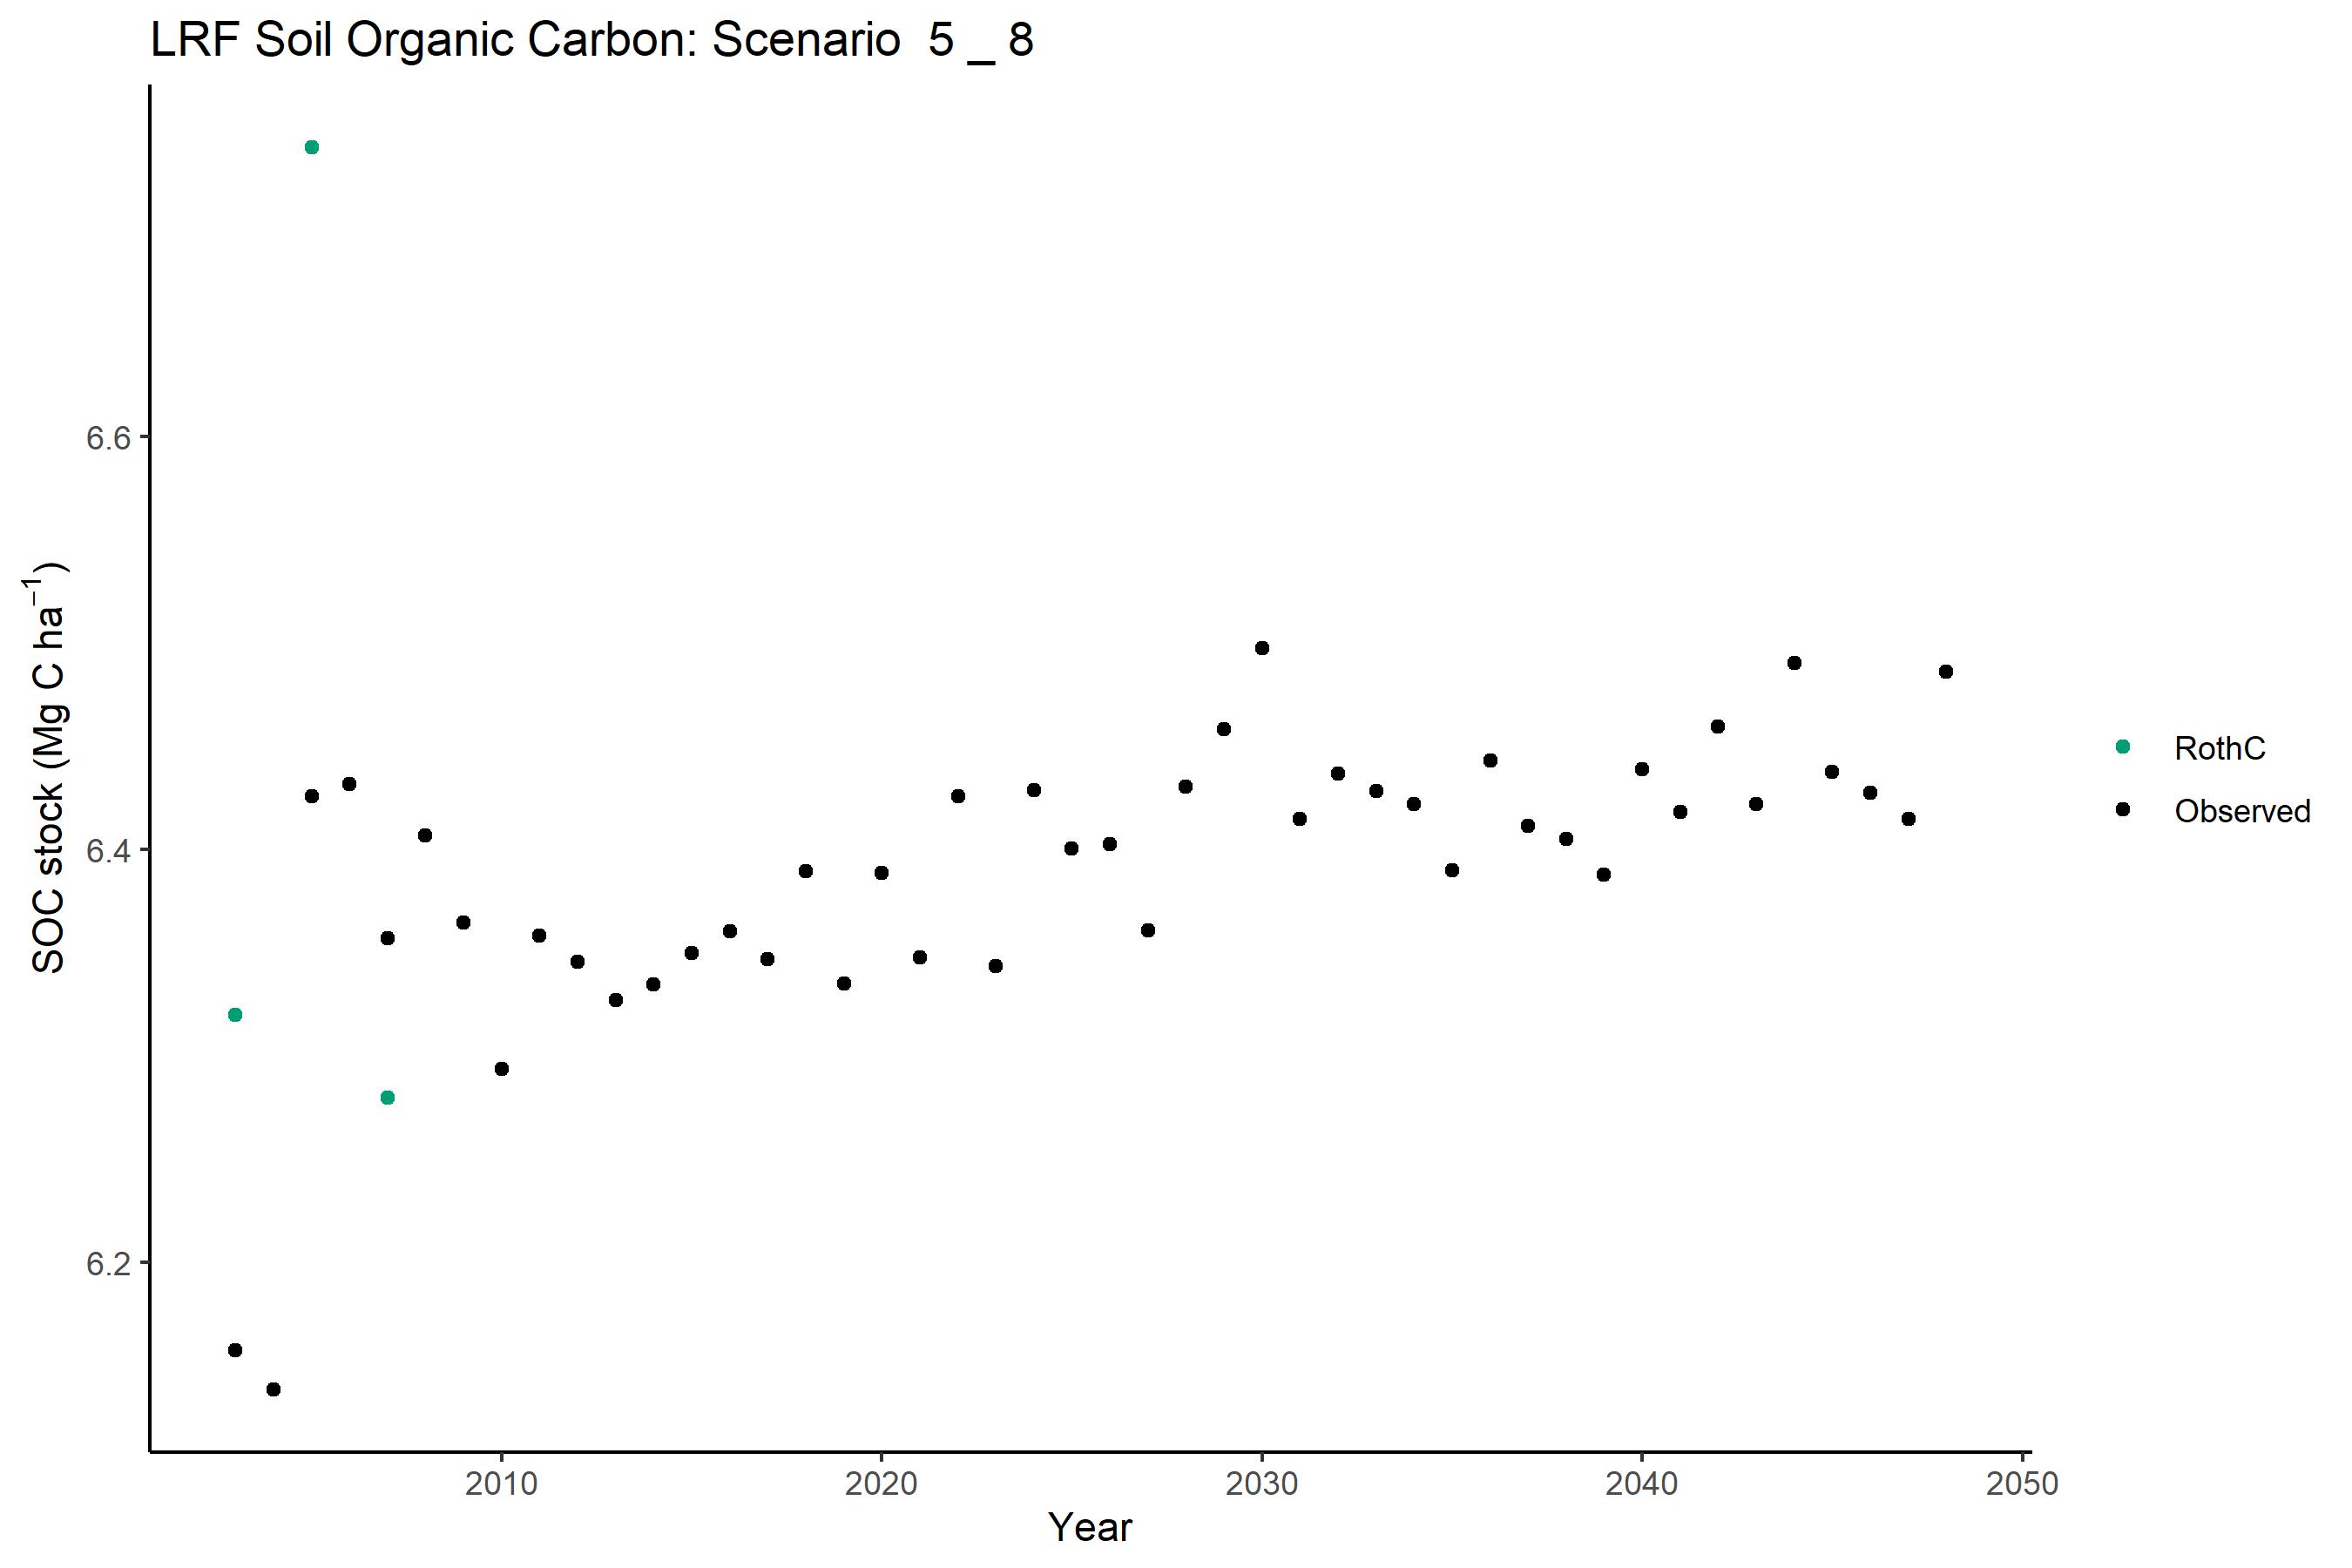 LRF Soil Organic Carbon: Scenario  5 _ 8
SOC stock (Mg C ha⁻¹)
6.6
6.4
6.2
2010
2020
2030
2040
2050
Year
RothC
Observed